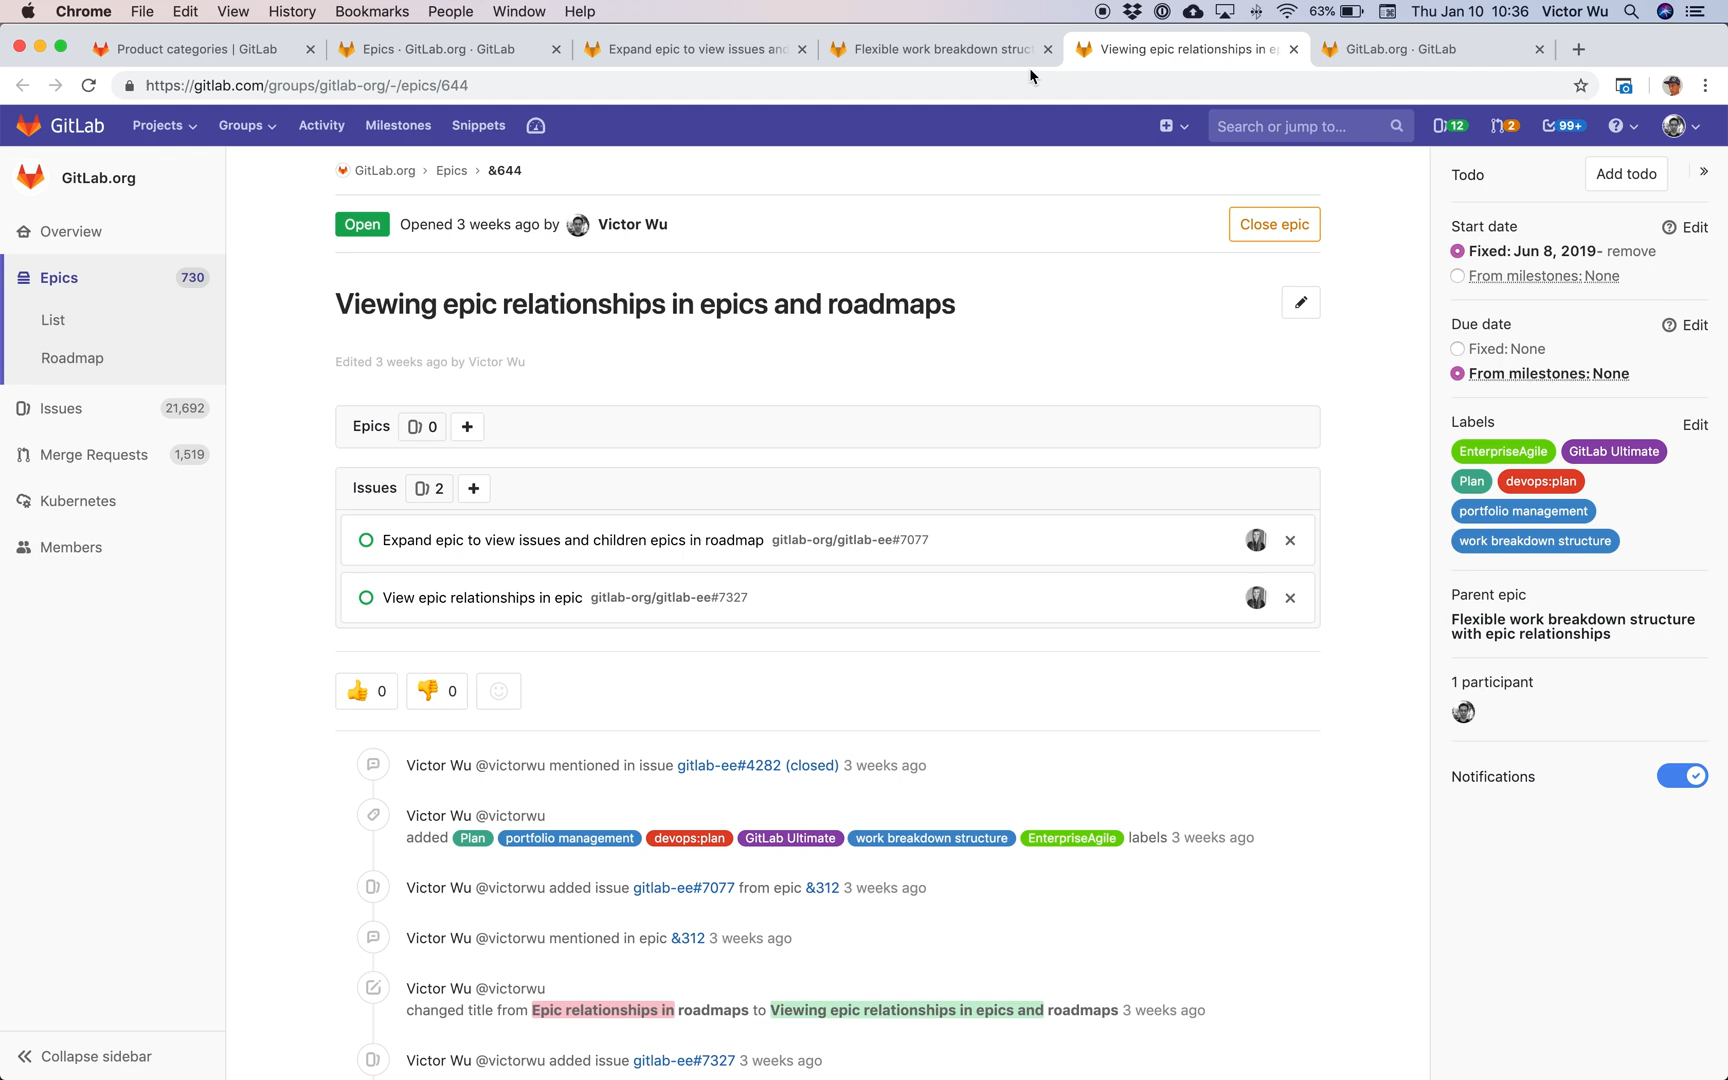 Chrome File Edit View History Bookmarks People Window Help 63% Thu Jan 10 10:36 Victor Wu
Product categories | GitLab Epics · GitLab.org · GitLab Expand epic to view issues and Flexible work breakdown struct Viewing epic relationships in e GitLab.org · GitLab
https://gitlab.com/groups/gitlab-org/-/epics/644
GitLab Projects Groups Activity Milestones Snippets Search or jump to... 12 2 99+
GitLab.org
Overview
Epics 730
List
Roadmap
Issues 21,692
Merge Requests 1,519
Kubernetes
Members
Collapse sidebar
GitLab.org › Epics › &644
Open Opened 3 weeks ago by Victor Wu Close epic
Viewing epic relationships in epics and roadmaps
Edited 3 weeks ago by Victor Wu
Epics 0 +
Issues 2 +
Expand epic to view issues and children epics in roadmap gitlab-org/gitlab-ee#7077
View epic relationships in epic gitlab-org/gitlab-ee#7327
0 0
Victor Wu @victorwu mentioned in issue gitlab-ee#4282 (closed) 3 weeks ago
Victor Wu @victorwu
added Plan portfolio management devops:plan GitLab Ultimate work breakdown structure EnterpriseAgile labels 3 weeks ago
Victor Wu @victorwu added issue gitlab-ee#7077 from epic &312 3 weeks ago
Victor Wu @victorwu mentioned in epic &312 3 weeks ago
Victor Wu @victorwu
changed title from Epic relationships in roadmaps to Viewing epic relationships in epics and roadmaps 3 weeks ago
Victor Wu @victorwu added issue gitlab-ee#7327 3 weeks ago
Todo Add todo »
Start date Edit
Fixed: Jun 8, 2019- remove
From milestones: None
Due date Edit
Fixed: None
From milestones: None
Labels Edit
EnterpriseAgile GitLab Ultimate
Plan devops:plan
portfolio management
work breakdown structure
Parent epic
Flexible work breakdown structure
with epic relationships
1 participant
Notifications